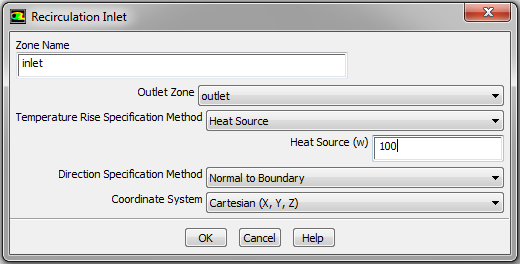 Recirculation Inlet
Zone Name
inlet
Outlet Zone outlet
Temperature Rise Specification Method Heat Source
Heat Source (w) 100
Direction Specification Method Normal to Boundary
Coordinate System Cartesian (X, Y, Z)
OK Cancel Help